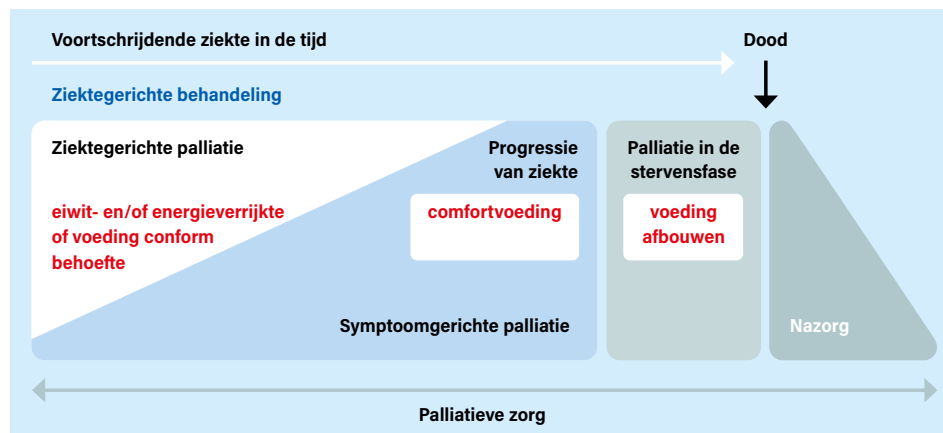 Voortschrijdende ziekte in de tijd
Dood
Ziektegerichte behandeling
Ziektegerichte palliatie
eiwit- en/of energieverrijkte
of voeding conform
behoefte
Progressie
van ziekte
comfortvoeding
Symptoomgerichte palliatie
Palliatie in de
stervensfase
voeding
afbouwen
Nazorg
Palliatieve zorg